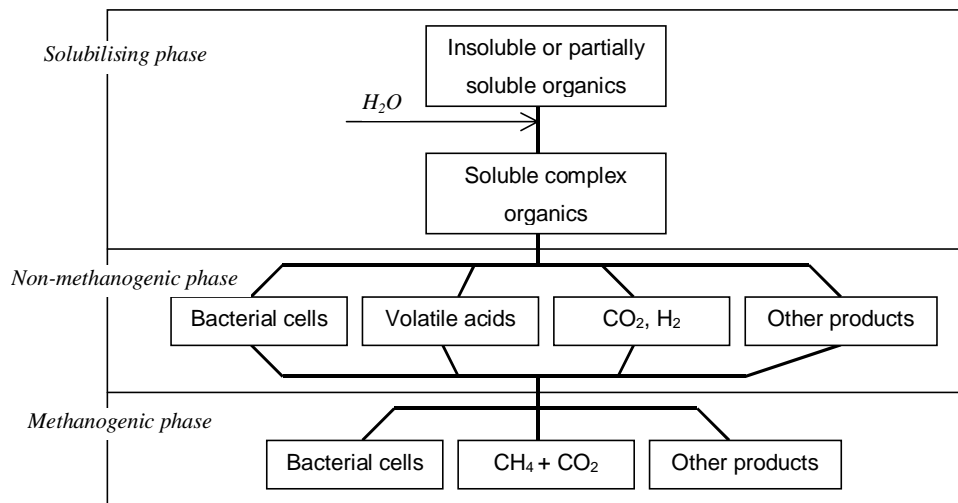 Solubilising phase
Insoluble or partially
soluble organics
H₂O
Soluble complex
organics
Non-methanogenic phase
Bacterial cells
Volatile acids
CO₂, H₂
Other products
Methanogenic phase
Bacterial cells
CH₄ + CO₂
Other products